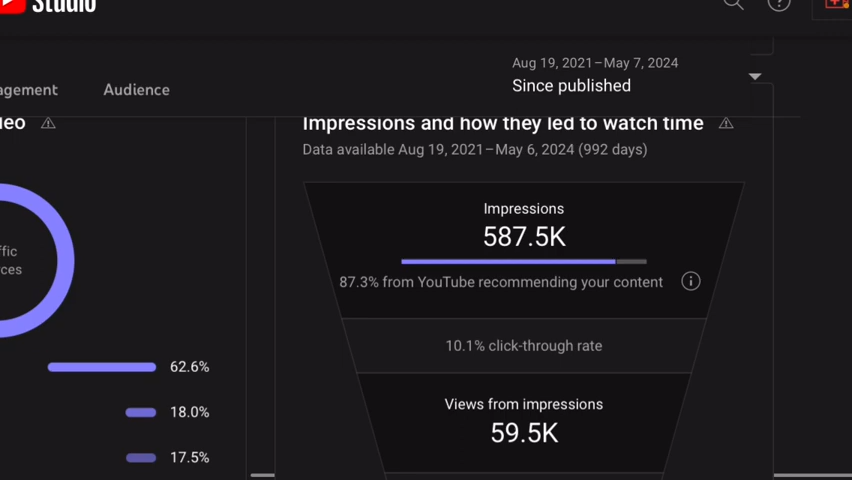 Studio
Aug 19, 2021–May 7, 2024
Since published
agement
Audience
deo
Impressions and how they led to watch time
Data available Aug 19, 2021–May 6, 2024 (992 days)
ffic
ces
Impressions
587.5K
87.3% from YouTube recommending your content
10.1% click-through rate
Views from impressions
59.5K
62.6%
18.0%
17.5%